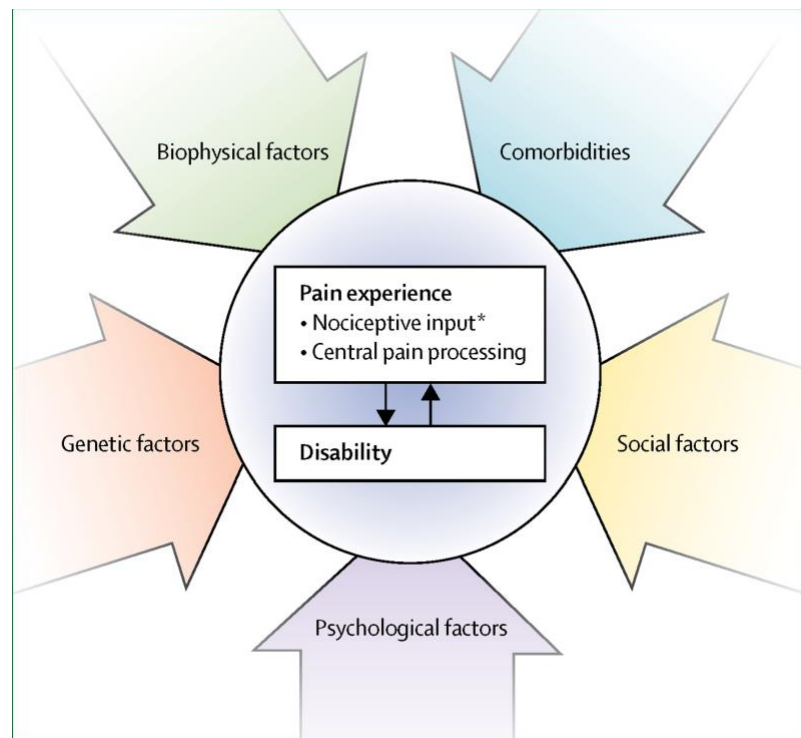 Biophysical factors
Comorbidities
Pain experience
• Nociceptive input*
• Central pain processing
Genetic factors
Social factors
Disability
Psychological factors